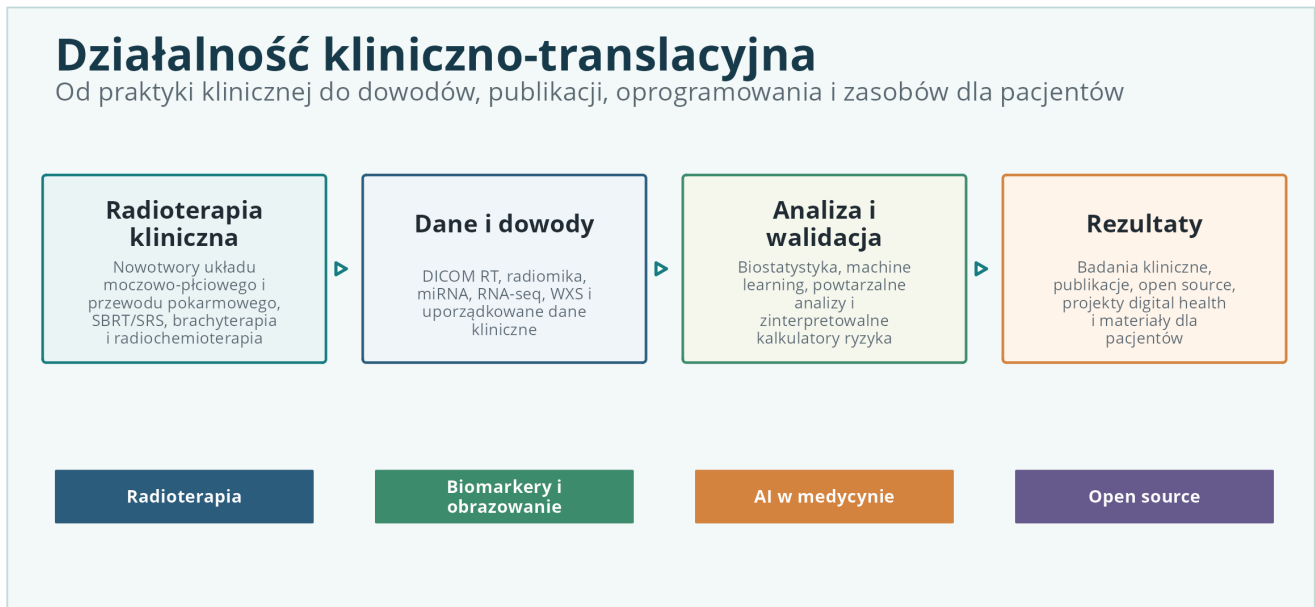 Działalność kliniczno-translacyjna
Od praktyki klinicznej do dowodów, publikacji, oprogramowania i zasobów dla pacjentów
Radioterapia
kliniczna
Nowotwory układu
moczowo-płciowego i
przewodu pokarmowego,
SBRT/SRS, brachyterapia
i radiochemioterapia
Dane i dowody
DICOM RT, radiomika,
miRNA, RNA-seq, WXS i
uporządkowane dane
kliniczne
Analiza i
walidacja
Biostatystyka, machine
learning, powtarzalne
analizy i
zinterpretowalne
kalkulatory ryzyka
Rezultaty
Badania kliniczne,
publikacje, open source,
projekty digital health
i materiały dla
pacjentów
Radioterapia
Biomarkery i
obrazowanie
AI w medycynie
Open source